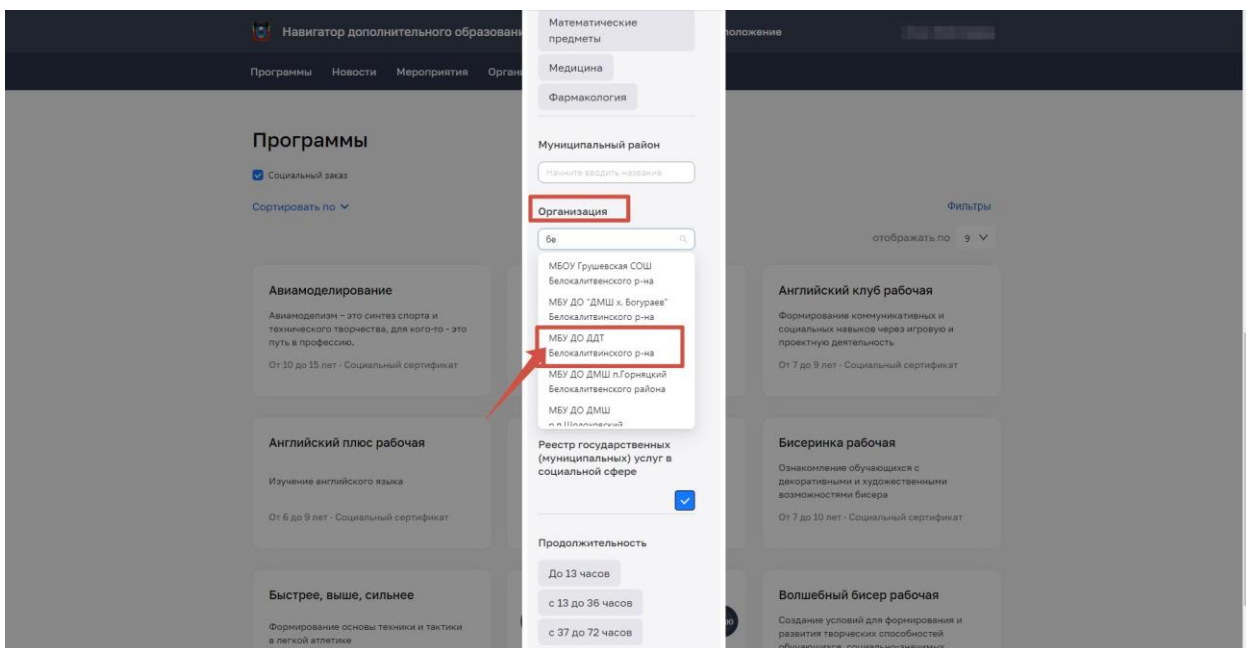 Навигатор дополнительного образован
положение
Программы Новости Мероприятия Орган
Математические
предметы
Медицина
Фармакология
Муниципальный район
Начните вводить название
Организация
бе
МБОУ Грушевская СОШ
Белокалитвенского р-на
МБУ ДО "ДМШ х. Богураев"
Белокалитвинского р-на
МБУ ДО ДДТ
Белокалитвинского р-на
МБУ ДО ДМШ п.Горняцкий
Белокалитвенского района
МБУ ДО ДМШ
р.п.Шолоховский
Реестр государственных
(муниципальных) услуг в
социальной сфере
Продолжительность
До 13 часов
с 13 до 36 часов
с 37 до 72 часов
Программы
Социальный заказ
Сортировать по
Фильтры
отображать по 9
Авиамоделирование
Авиамоделизм – это синтез спорта и
технического творчества, для кого-то - это
путь в профессию.
От 10 до 15 лет - Социальный сертификат
Английский клуб рабочая
Формирование коммуникативных и
социальных навыков через игровую и
проектную деятельность
От 7 до 9 лет - Социальный сертификат
Английский плюс рабочая
Изучение английского языка
От 6 до 9 лет - Социальный сертификат
Бисеринка рабочая
Ознакомление обучающихся с
декоративными и художественными
возможностями бисера
От 7 до 10 лет - Социальный сертификат
Быстрее, выше, сильнее
Формирование основы техники и тактики
в легкой атлетике
ю
Волшебный бисер рабочая
Создание условий для формирования и
развития творческих способностей
обучающихся, социально-значимых